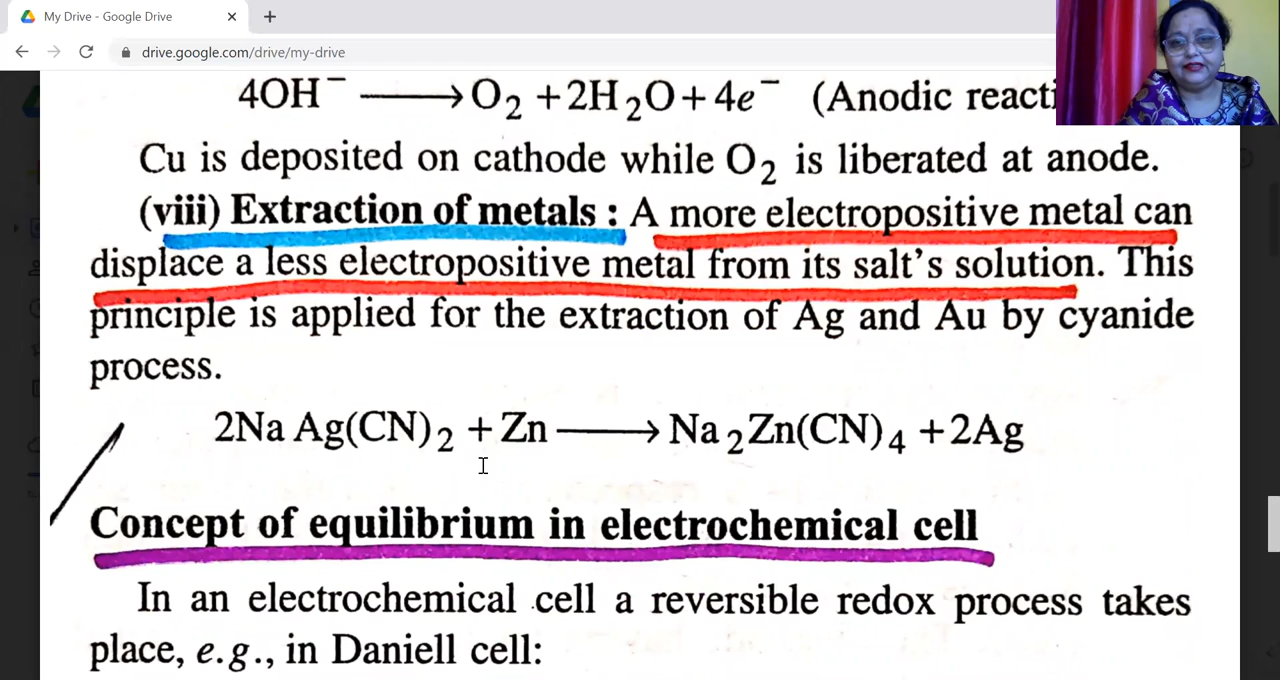 My Drive - Google Drive
drive.google.com/drive/my-drive
4OH⁻ ⟶ O₂ + 2H₂O + 4e⁻ (Anodic
Cu is deposited on cathode while O₂ is liberated at anode.
(viii) Extraction of metals : A more electropositive metal can
displace a less electropositive metal from its salt's solution. This
principle is applied for the extraction of Ag and Au by cyanide
process.
2Na Ag(CN)₂ + Zn ⟶ Na₂Zn(CN)₄ + 2Ag
Concept of equilibrium in electrochemical cell
In an electrochemical cell a reversible redox process takes
place, e.g., in Daniell cell: